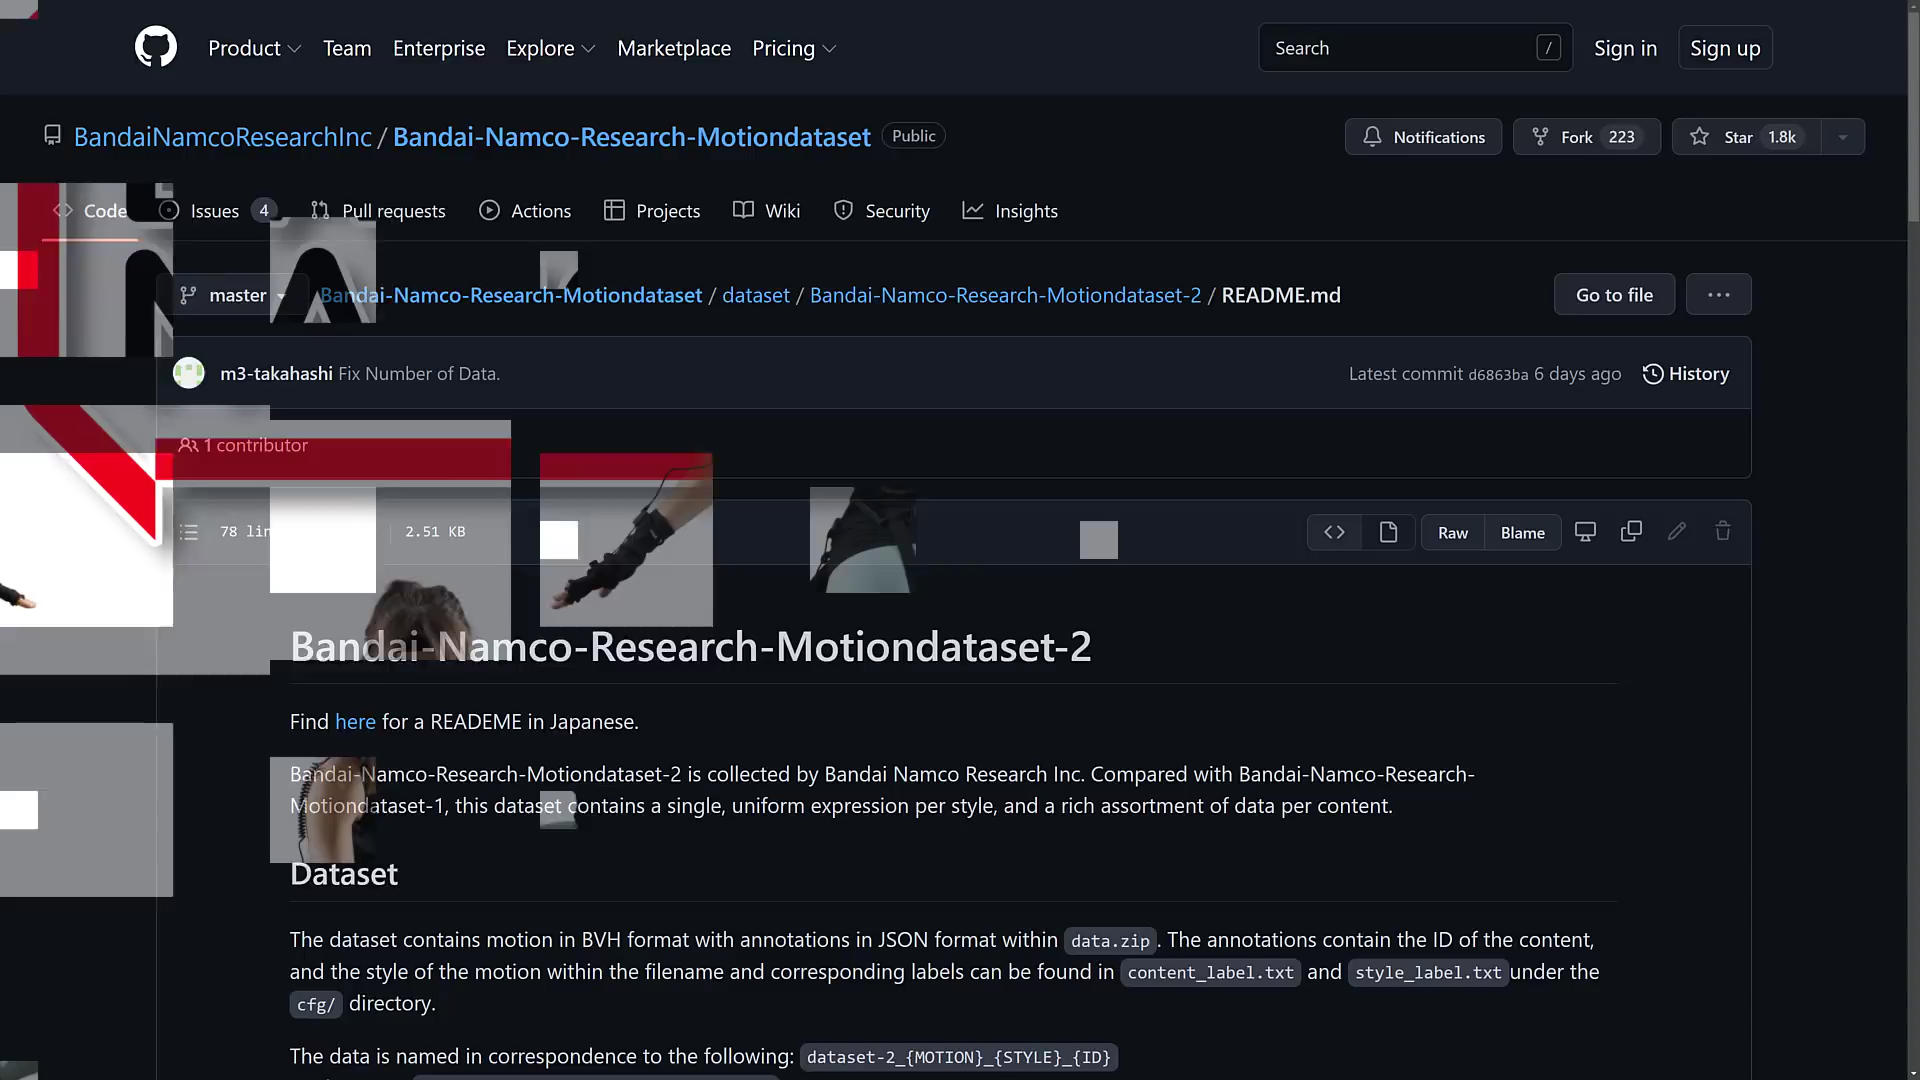 Product Team Enterprise Explore Marketplace Pricing Search / Sign in Sign up
BandaiNamcoResearchInc / Bandai-Namco-Research-Motiondataset Public Notifications Fork 223 Star 1.8k
Code Issues 4 Pull requests Actions Projects Wiki Security Insights
master Bandai-Namco-Research-Motiondataset / dataset / Bandai-Namco-Research-Motiondataset-2 / README.md Go to file ...
m3-takahashi Fix Number of Data. Latest commit d6863ba 6 days ago History
1 contributor
78 lin 2.51 KB Raw Blame
Bandai-Namco-Research-Motiondataset-2
Find here for a READEME in Japanese.
Bandai-Namco-Research-Motiondataset-2 is collected by Bandai Namco Research Inc. Compared with Bandai-Namco-Research-
Motiondataset-1, this dataset contains a single, uniform expression per style, and a rich assortment of data per content.
Dataset
The dataset contains motion in BVH format with annotations in JSON format within data.zip. The annotations contain the ID of the content,
and the style of the motion within the filename and corresponding labels can be found in content_label.txt and style_label.txt under the
cfg/ directory.
The data is named in correspondence to the following: dataset-2_{MOTION}_{STYLE}_{ID}